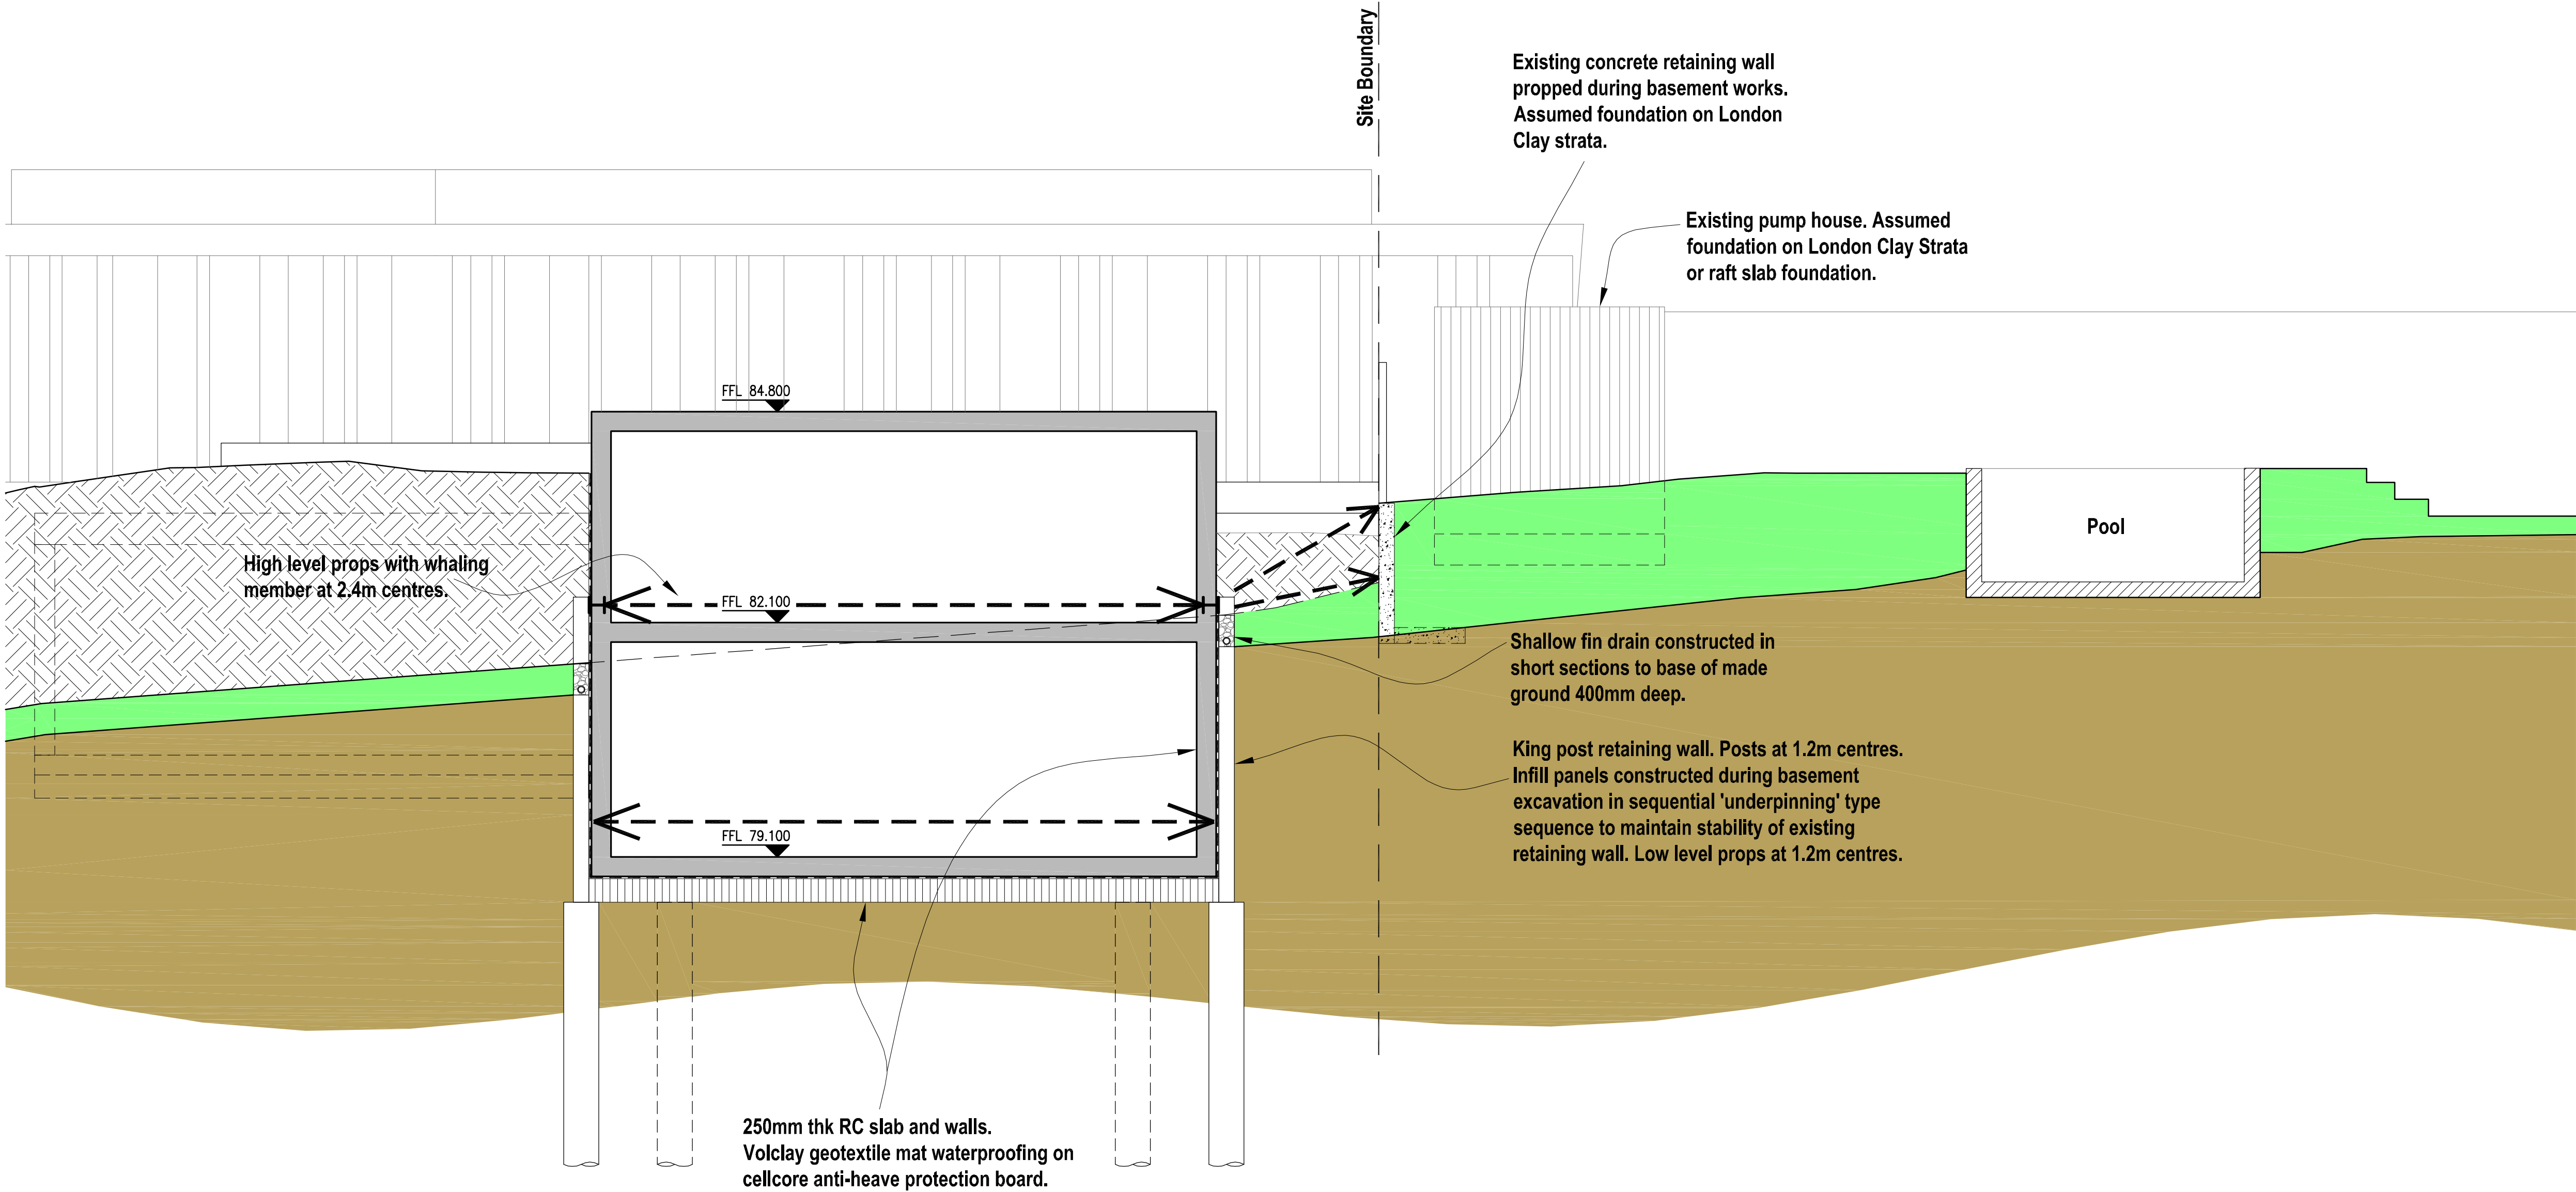 Site Boundary
Existing concrete retaining wall
propped during basement works.
Assumed foundation on London
Clay strata.
Existing pump house. Assumed
foundation on London Clay Strata
or raft slab foundation.
FFL 84.800
Pool
High level props with whaling
member at 2.4m centres.
FFL 82.100
Shallow fin drain constructed in
short sections to base of made
ground 400mm deep.
King post retaining wall. Posts at 1.2m centres.
Infill panels constructed during basement
excavation in sequential 'underpinning' type
sequence to maintain stability of existing
retaining wall. Low level props at 1.2m centres.
FFL 79.100
250mm thk RC slab and walls.
Volclay geotextile mat waterproofing on
cellcore anti-heave protection board.